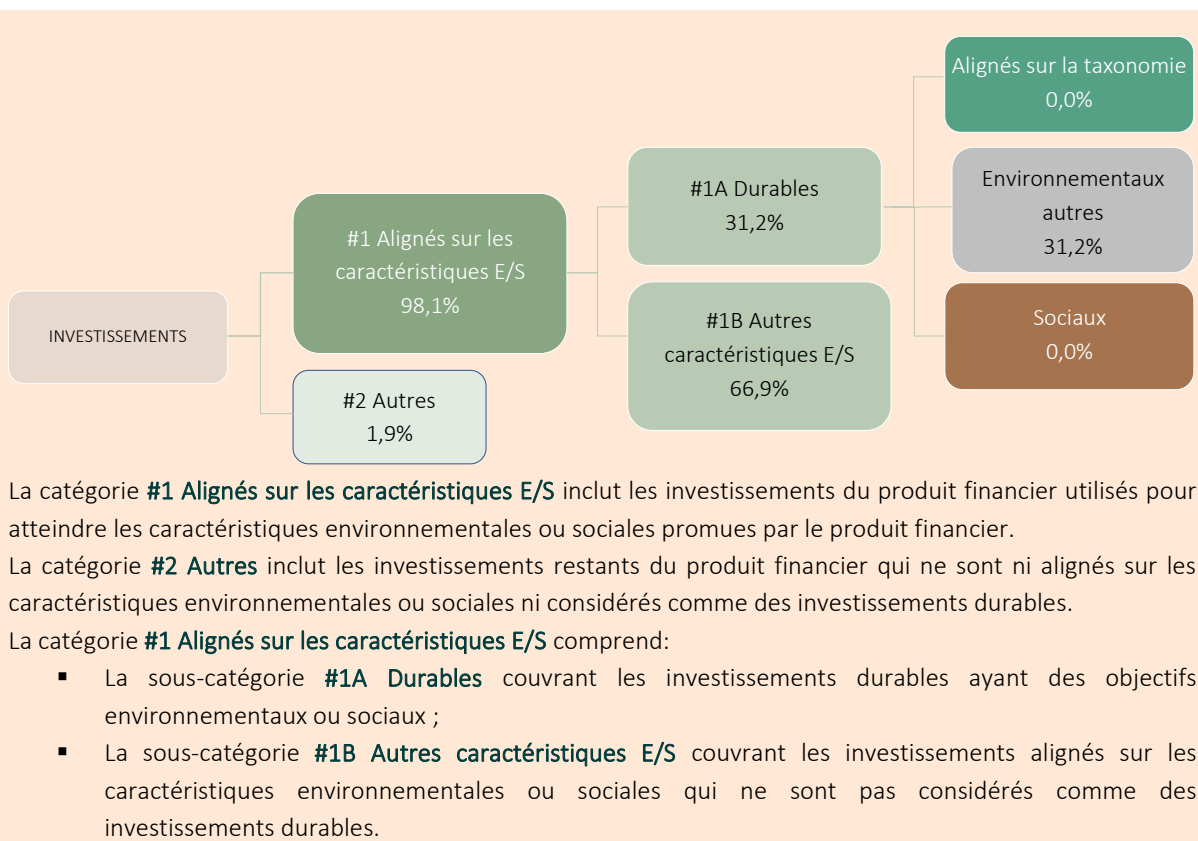 INVESTISSEMENTS
#1 Alignés sur les
caractéristiques E/S
98,1%
#2 Autres
1,9%
#1A Durables
31,2%
#1B Autres
caractéristiques E/S
66,9%
Alignés sur la taxonomie
0,0%
Environnementaux
autres
31,2%
Sociaux
0,0%
La catégorie #1 Alignés sur les caractéristiques E/S inclut les investissements du produit financier utilisés pour
atteindre les caractéristiques environnementales ou sociales promues par le produit financier.
La catégorie #2 Autres inclut les investissements restants du produit financier qui ne sont ni alignés sur les
caractéristiques environnementales ou sociales ni considérés comme des investissements durables.
La catégorie #1 Alignés sur les caractéristiques E/S comprend:
▪ La sous-catégorie #1A Durables couvrant les investissements durables ayant des objectifs
environnementaux ou sociaux ;
▪ La sous-catégorie #1B Autres caractéristiques E/S couvrant les investissements alignés sur les
caractéristiques environnementales ou sociales qui ne sont pas considérés comme des
investissements durables.